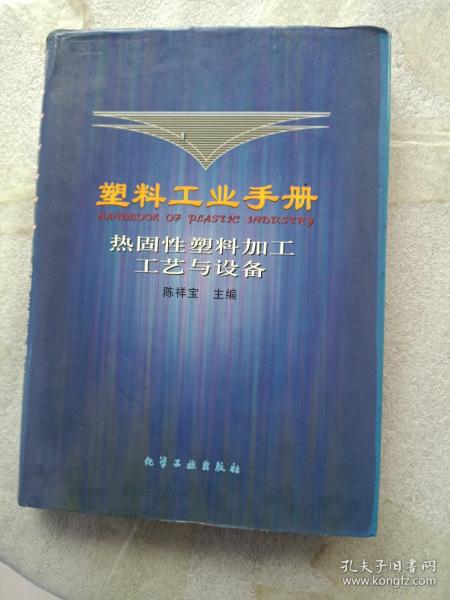 塑料工业手册
HANDBOOK OF PLASTIC INDUSTRY
热固性塑料加工
工艺与设备
陈祥宝 主编
化学工业出版社
孔夫子旧书网
www.kongfz.com